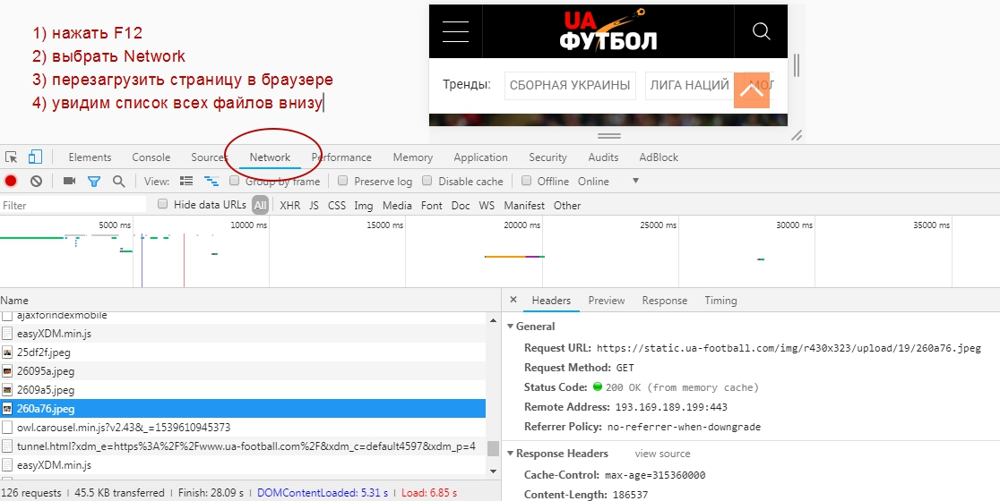 1) нажать F12
2) выбрать Network
3) перезагрузить страницу в браузере
4) увидим список всех файлов внизу
UA
ФУТБОЛ
Тренды: СБОРНАЯ УКРАИНЫ ЛИГА НАЦИЙ МОЛ
Elements Console Sources Network Performance Memory Application Security Audits AdBlock
View: Group by frame Preserve log Disable cache Offline Online
Filter Hide data URLs All XHR JS CSS Img Media Font Doc WS Manifest Other
5000 ms 10000 ms 15000 ms 20000 ms 25000 ms 30000 ms 35000 ms
Name
ajaxforindexmobile
easyXDM.min.js
25df2f.jpeg
26095a.jpeg
2609a5.jpeg
260a76.jpeg
owl.carousel.min.js?v2.43&_=1539610945373
tunnel.html?xdm_e=https%3A%2F%2Fwww.ua-football.com%2F&xdm_c=default4597&xdm_p=4
easyXDM.min.js
126 requests | 45.5 KB transferred | Finish: 28.09 s | DOMContentLoaded: 5.31 s | Load: 6.85 s
× Headers Preview Response Timing
General
Request URL: https://static.ua-football.com/img/r430x323/upload/19/260a76.jpeg
Request Method: GET
Status Code: 200 OK (from memory cache)
Remote Address: 193.169.189.199:443
Referrer Policy: no-referrer-when-downgrade
Response Headers view source
Cache-Control: max-age=315360000
Content-Length: 186537